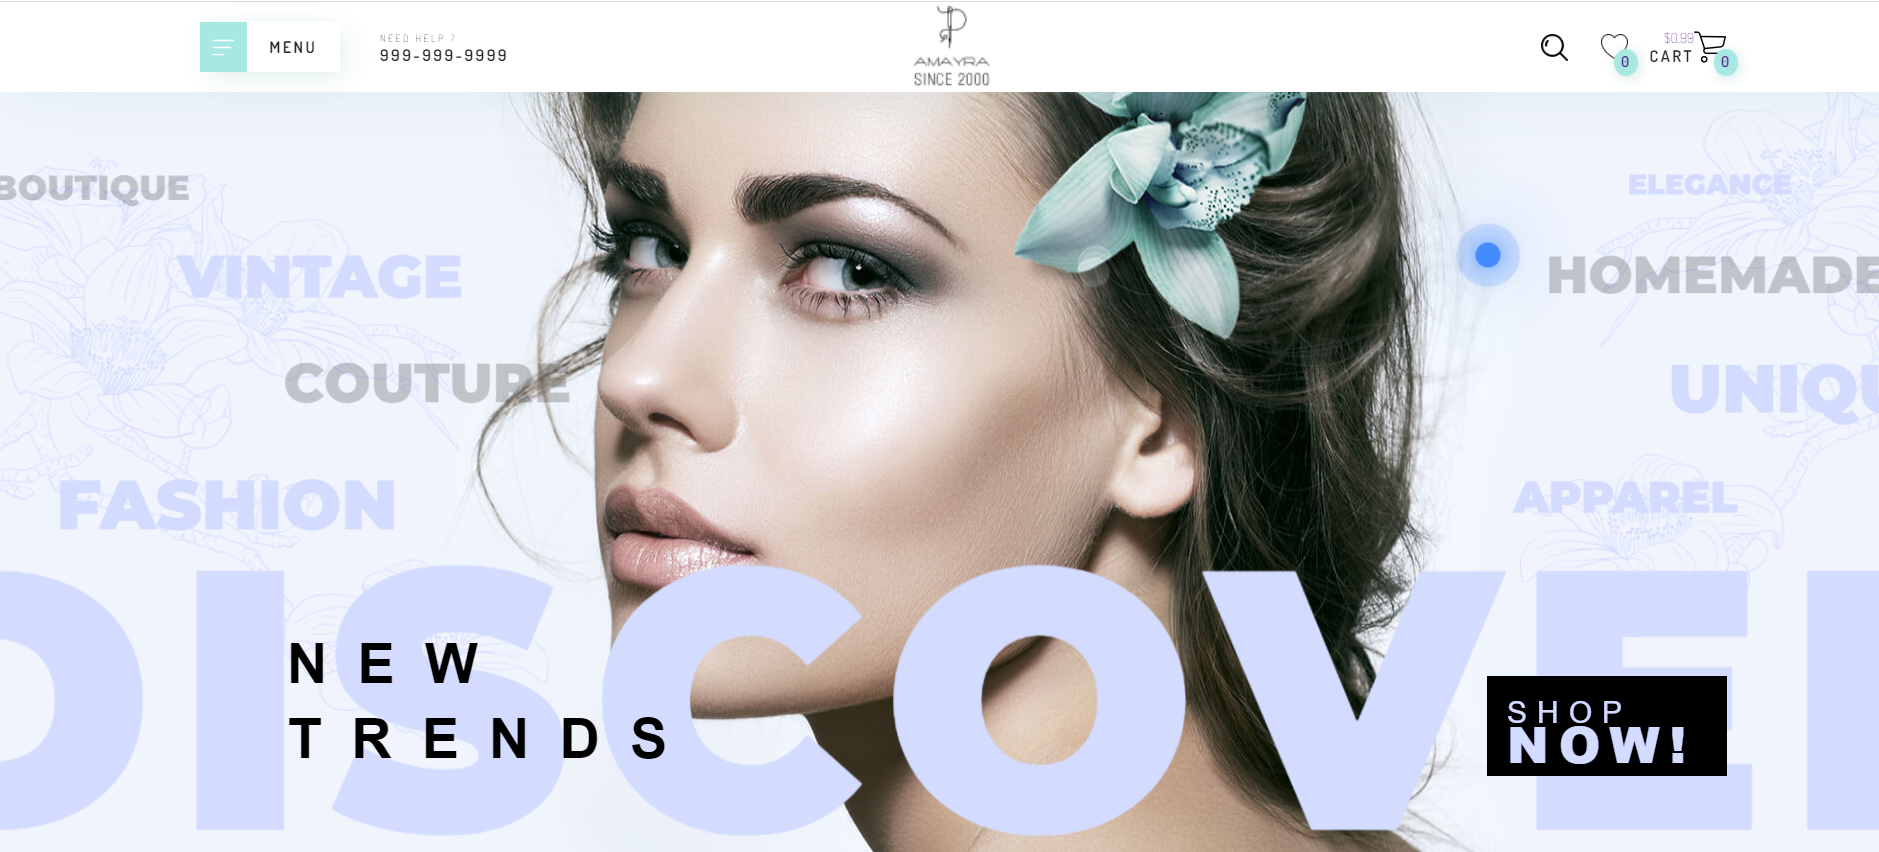 MENU
NEED HELP ?
999-999-9999
AMAYRA
SINCE 2000
0
$0.99
CART
0
BOUTIQUE
ELEGANCE
VINTAGE
HOMEMADE
COUTURE
UNIQU
FASHION
APPAREL
DISCOVE
NEW
TRENDS
SHOP
NOW!